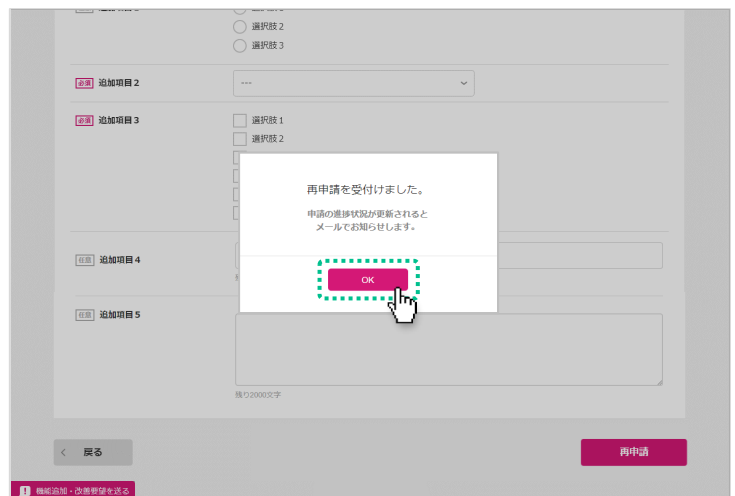 選択肢2
選択肢3
必須 追加項目2
---
必須 追加項目3
選択肢1
選択肢2
再申請を受付けました。
申請の進捗状況が更新されると
メールでお知らせします。
OK
任意 追加項目4
任意 追加項目5
残り2000文字
戻る
再申請
機能追加・改善要望を送る